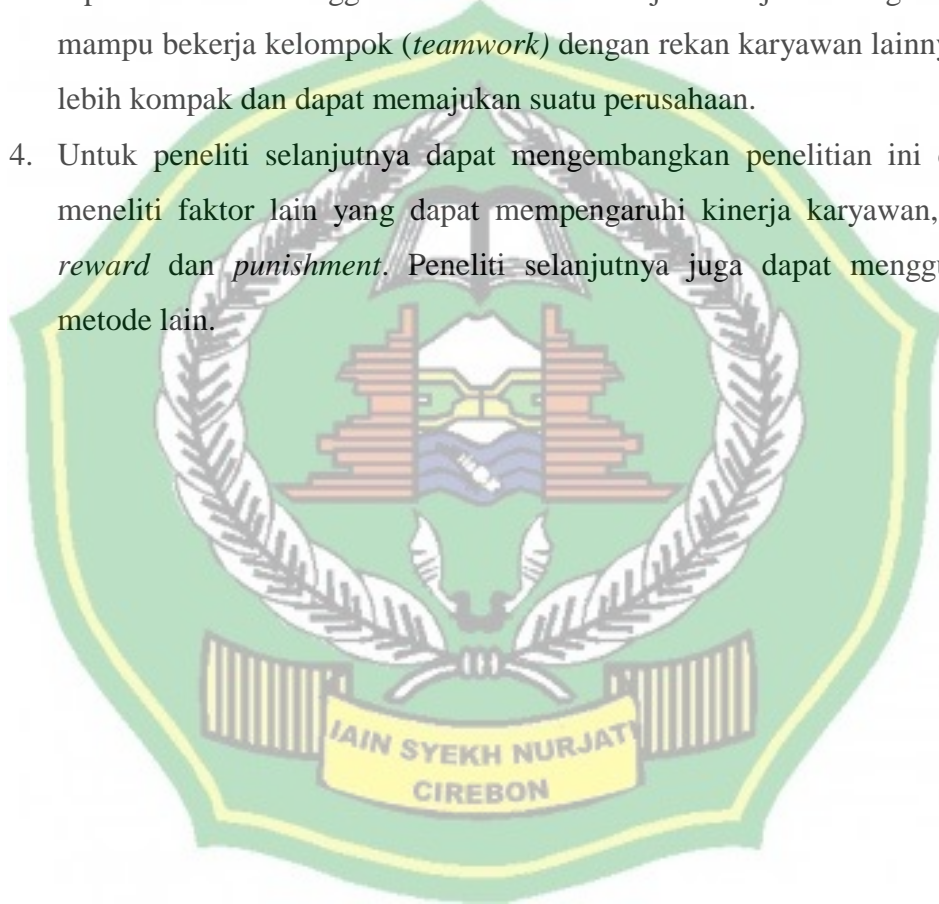 mampu bekerja kelompok (teamwork) dengan rekan karyawan
lebih kompak dan dapat memajukan suatu perusahaan.
4. Untuk peneliti selanjutnya dapat mengembangkan penelitian ini
meneliti faktor lain yang dapat mempengaruhi kinerja karyawan,
reward dan punishment. Peneliti selanjutnya juga dapat
metode lain.
IAIN SYEKH NURJATI
CIREBON